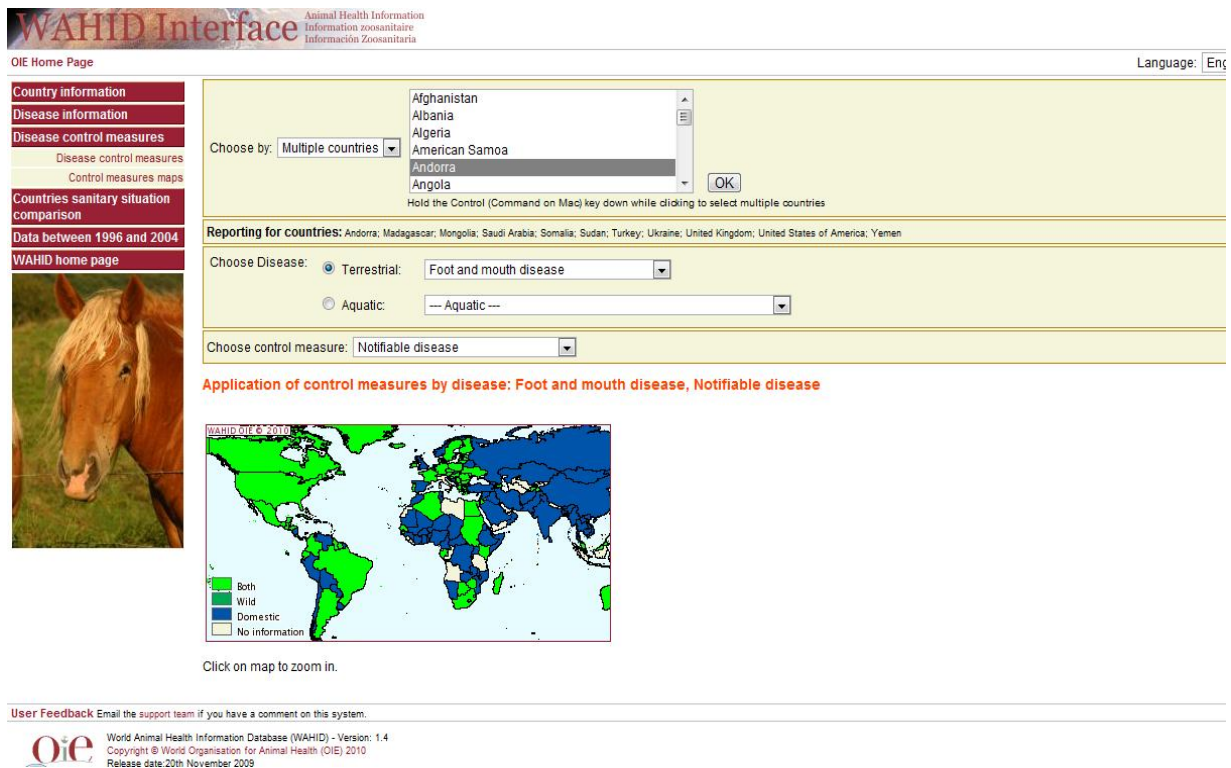 WAHID Interface
Animal Health Information
Information zoosanitaire
Información Zoosanitaria
OIE Home Page
Language: Eng
Country information
Disease information
Disease control measures
Disease control measures
Control measures maps
Countries sanitary situation
comparison
Data between 1996 and 2004
WAHID home page
Choose by: Multiple countries
Afghanistan
Albania
Algeria
American Samoa
Andorra
Angola
OK
Hold the Control (Command on Mac) key down while clicking to select multiple countries
Reporting for countries: Andorra; Madagascar; Mongolia; Saudi Arabia; Somalia; Sudan; Turkey; Ukraine; United Kingdom; United States of America; Yemen
Choose Disease: Terrestrial: Foot and mouth disease
Aquatic: --- Aquatic ---
Choose control measure: Notifiable disease
Application of control measures by disease: Foot and mouth disease, Notifiable disease
WAHID OIE © 2010
Both
Wild
Domestic
No information
Click on map to zoom in.
User Feedback Email the support team if you have a comment on this system.
Oie
World Animal Health Information Database (WAHID) - Version: 1.4
Copyright © World Organisation for Animal Health (OIE) 2010
Release date:20th November 2009